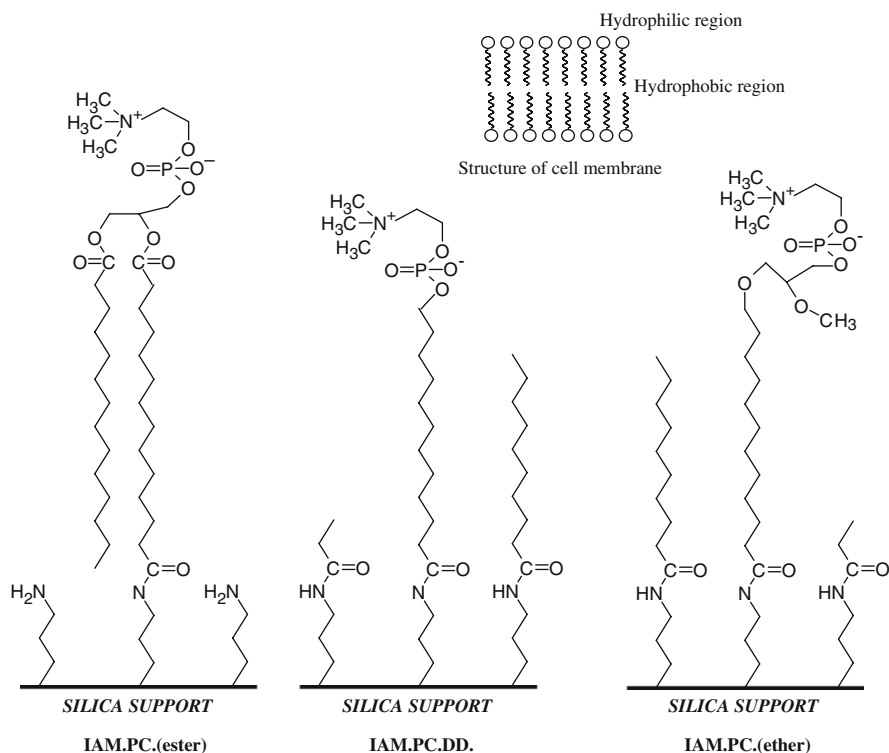 Hydrophilic region
Hydrophobic region
Structure of cell membrane
H3C
H3C N+
H3C
O
O=P-O−
O
O O
O=C C=O
C=O
H2N N H2N
SILICA SUPPORT
IAM.PC.(ester)
H3C
H3C N+
H3C
O
O=P-O-
O
C=O C=O C=O
HN N HN
SILICA SUPPORT
IAM.PC.DD.
H3C
H3C N+
H3C
O
O=P-O-
O O
O-CH3
C=O C=O C=O
HN N HN
SILICA SUPPORT
IAM.PC.(ether)